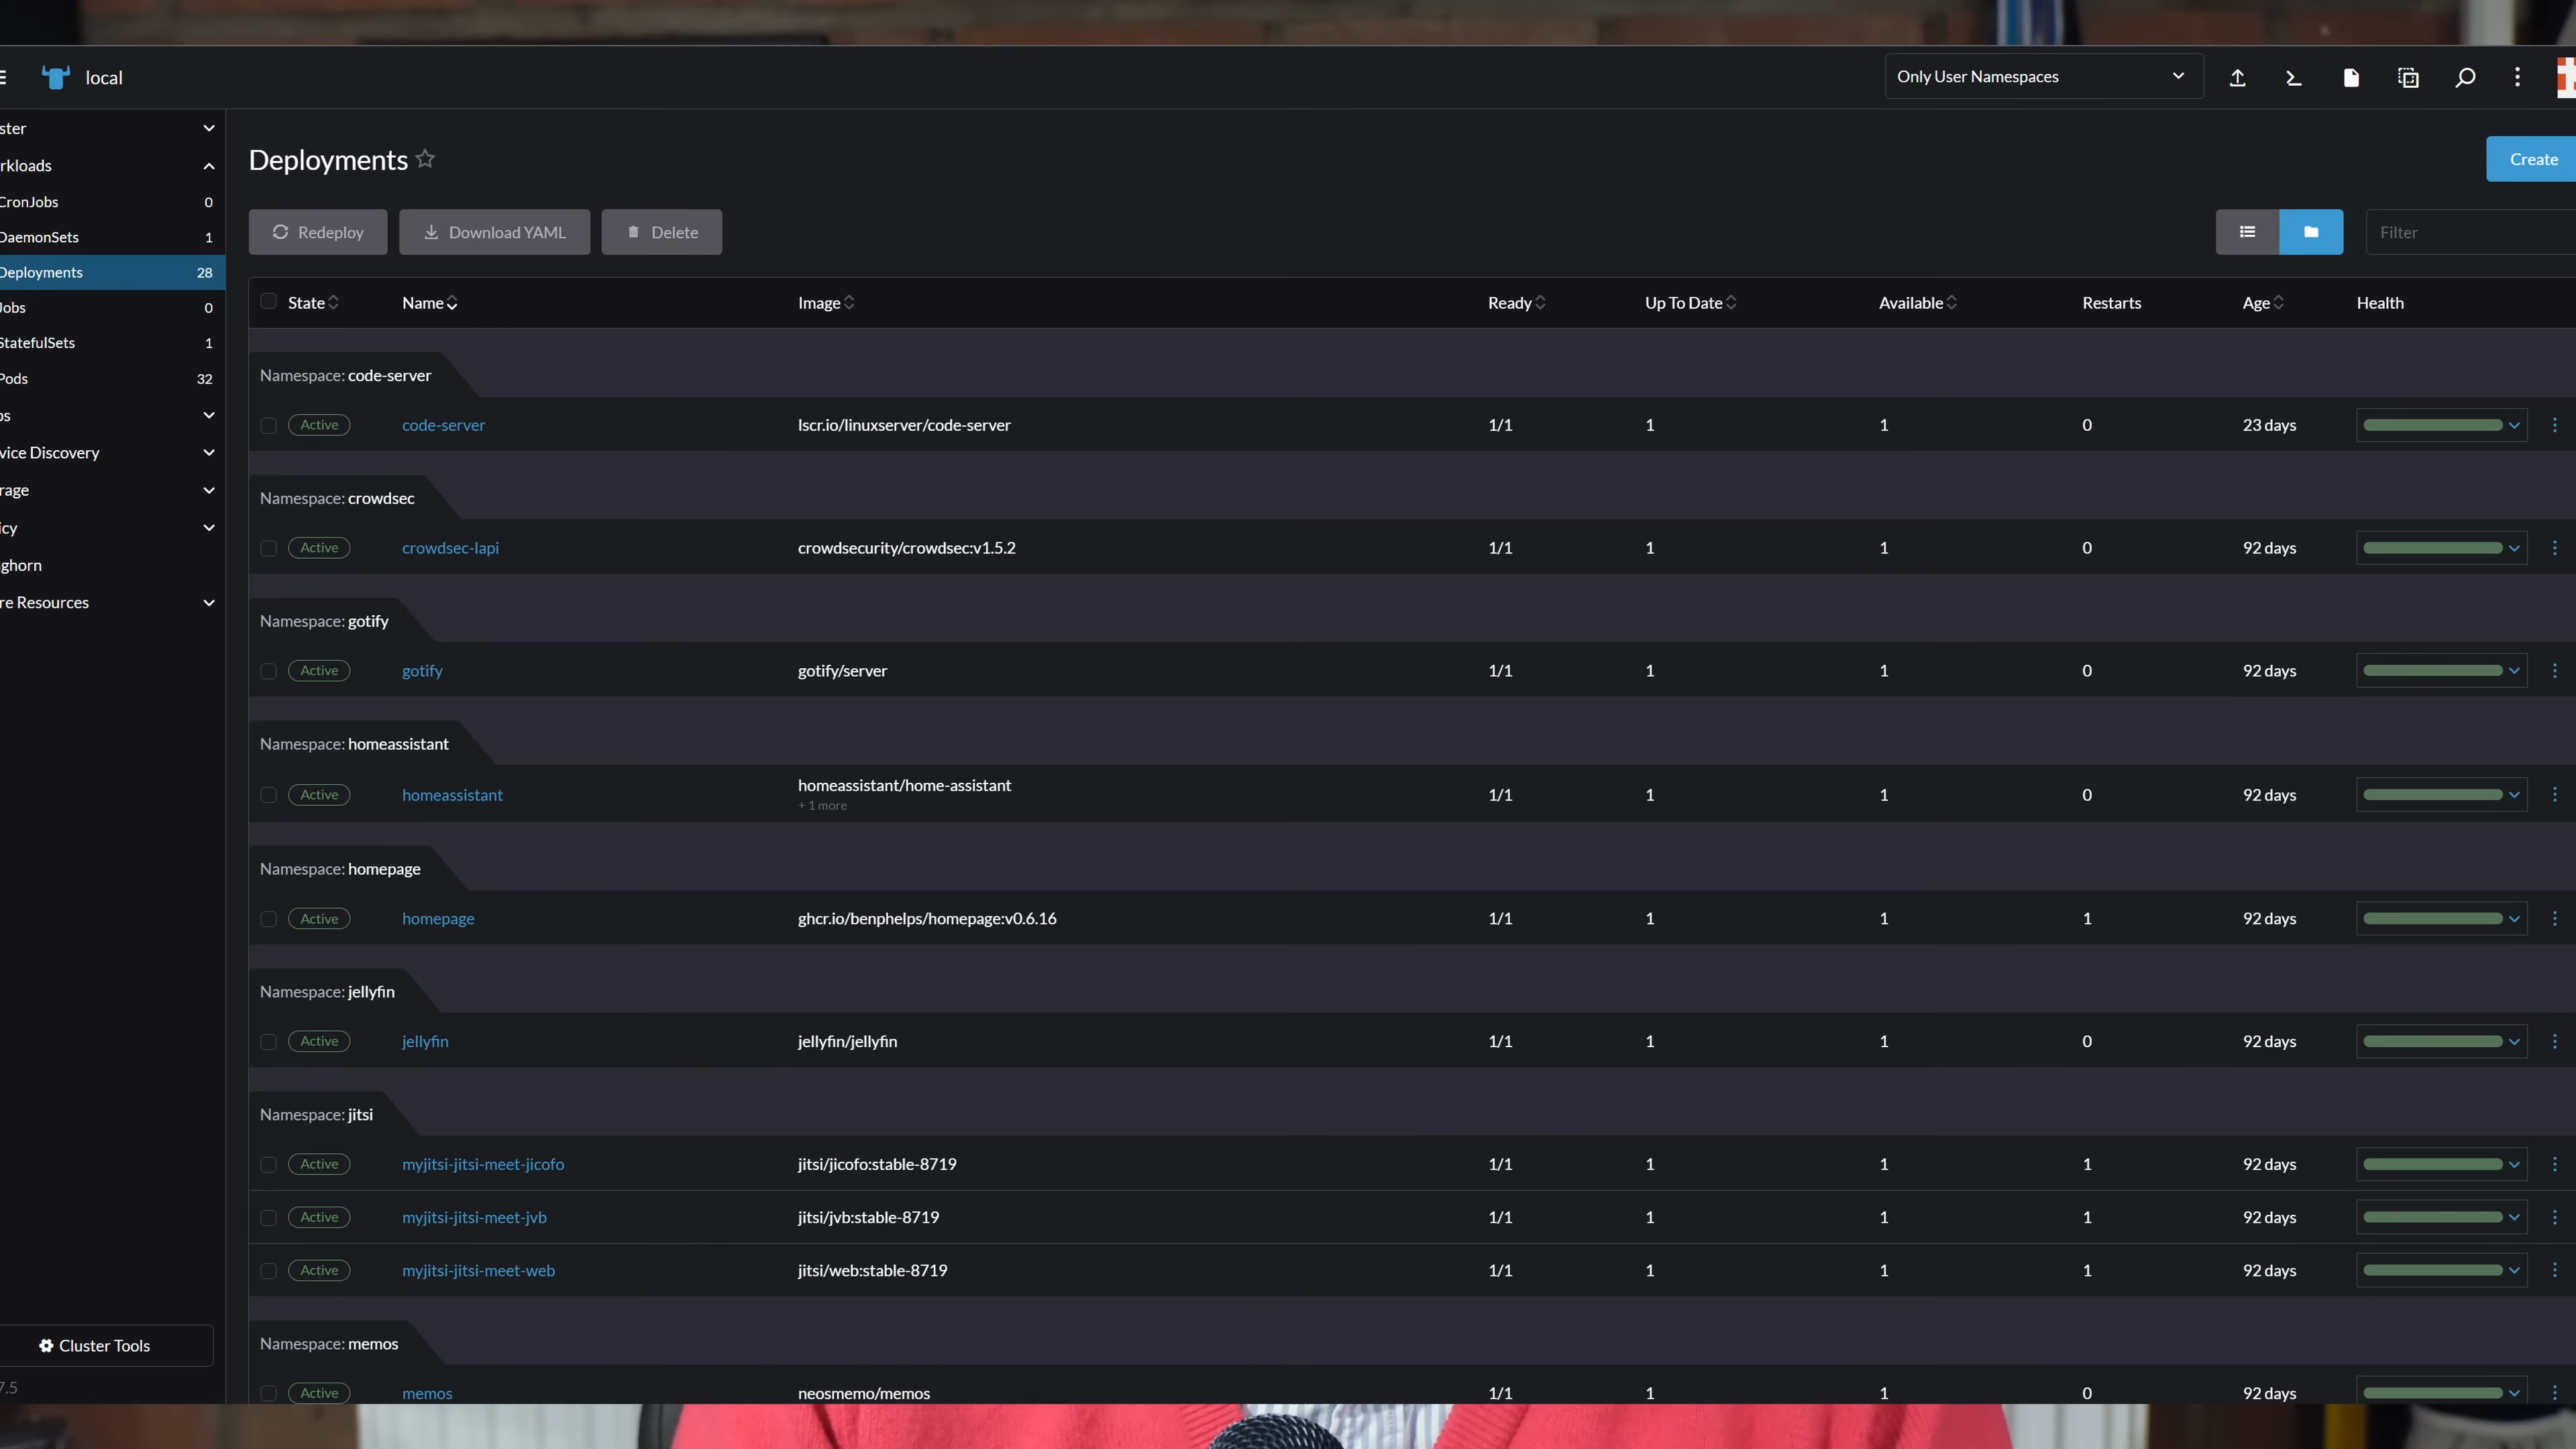 local
Only User Namespaces
ster
rkloads
CronJobs 0
DaemonSets 1
Deployments 28
Jobs 0
StatefulSets 1
Pods 32
os
vice Discovery
rage
icy
ghorn
re Resources
Cluster Tools
7.5
Deployments
Create
Redeploy Download YAML Delete
Filter
State Name Image Ready Up To Date Available Restarts Age Health
Namespace: code-server
Active code-server lscr.io/linuxserver/code-server 1/1 1 1 0 23 days
Namespace: crowdsec
Active crowdsec-lapi crowdsecurity/crowdsec:v1.5.2 1/1 1 1 0 92 days
Namespace: gotify
Active gotify gotify/server 1/1 1 1 0 92 days
Namespace: homeassistant
Active homeassistant homeassistant/home-assistant 1/1 1 1 0 92 days
+ 1 more
Namespace: homepage
Active homepage ghcr.io/benphelps/homepage:v0.6.16 1/1 1 1 1 92 days
Namespace: jellyfin
Active jellyfin jellyfin/jellyfin 1/1 1 1 0 92 days
Namespace: jitsi
Active myjitsi-jitsi-meet-jicofo jitsi/jicofo:stable-8719 1/1 1 1 1 92 days
Active myjitsi-jitsi-meet-jvb jitsi/jvb:stable-8719 1/1 1 1 1 92 days
Active myjitsi-jitsi-meet-web jitsi/web:stable-8719 1/1 1 1 1 92 days
Namespace: memos
Active memos neosmemo/memos 1/1 1 1 0 92 days